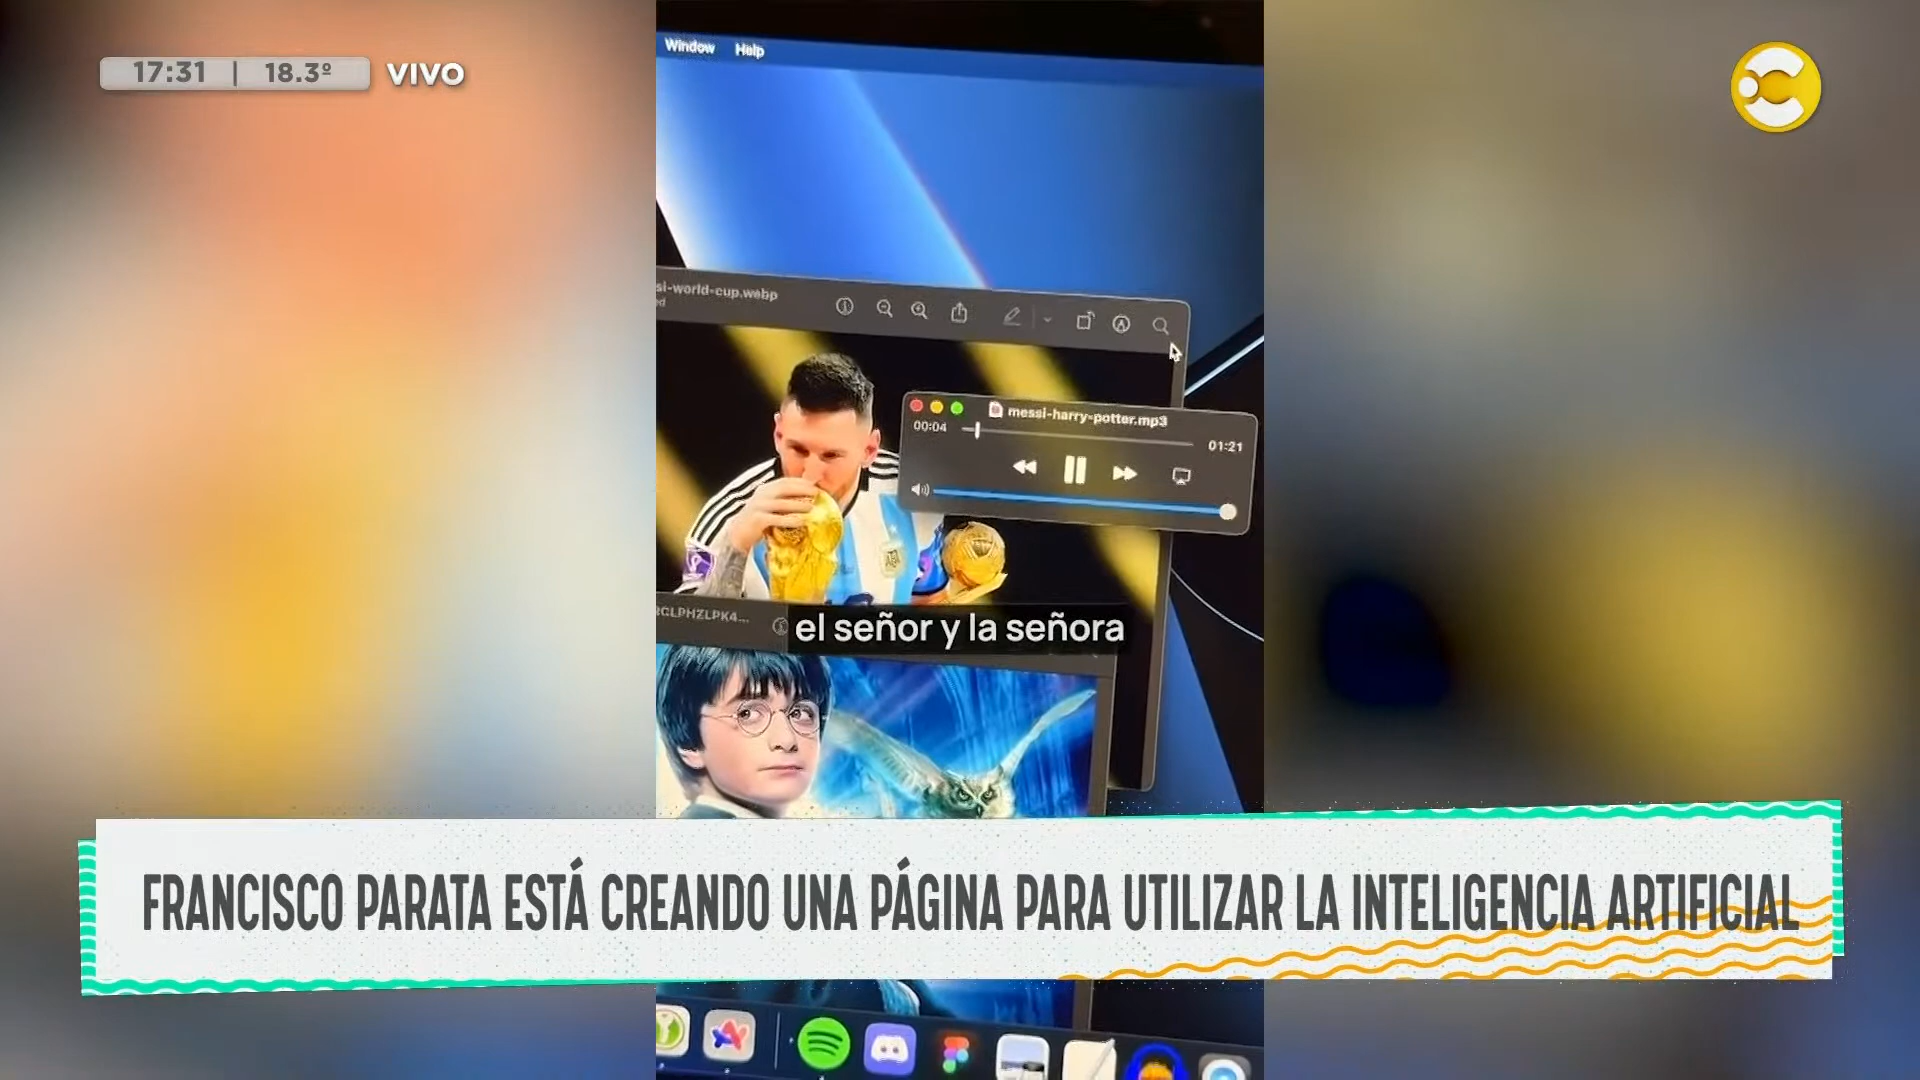 17:31 | 18.3º VIVO
Window Help
si-world-cup.webp
messi-harry-potter.mp3
00:04
01:21
RCLPHZLPK4...
el señor y la señora
FRANCISCO PARATA ESTÁ CREANDO UNA PÁGINA PARA UTILIZAR LA INTELIGENCIA ARTIFICIAL